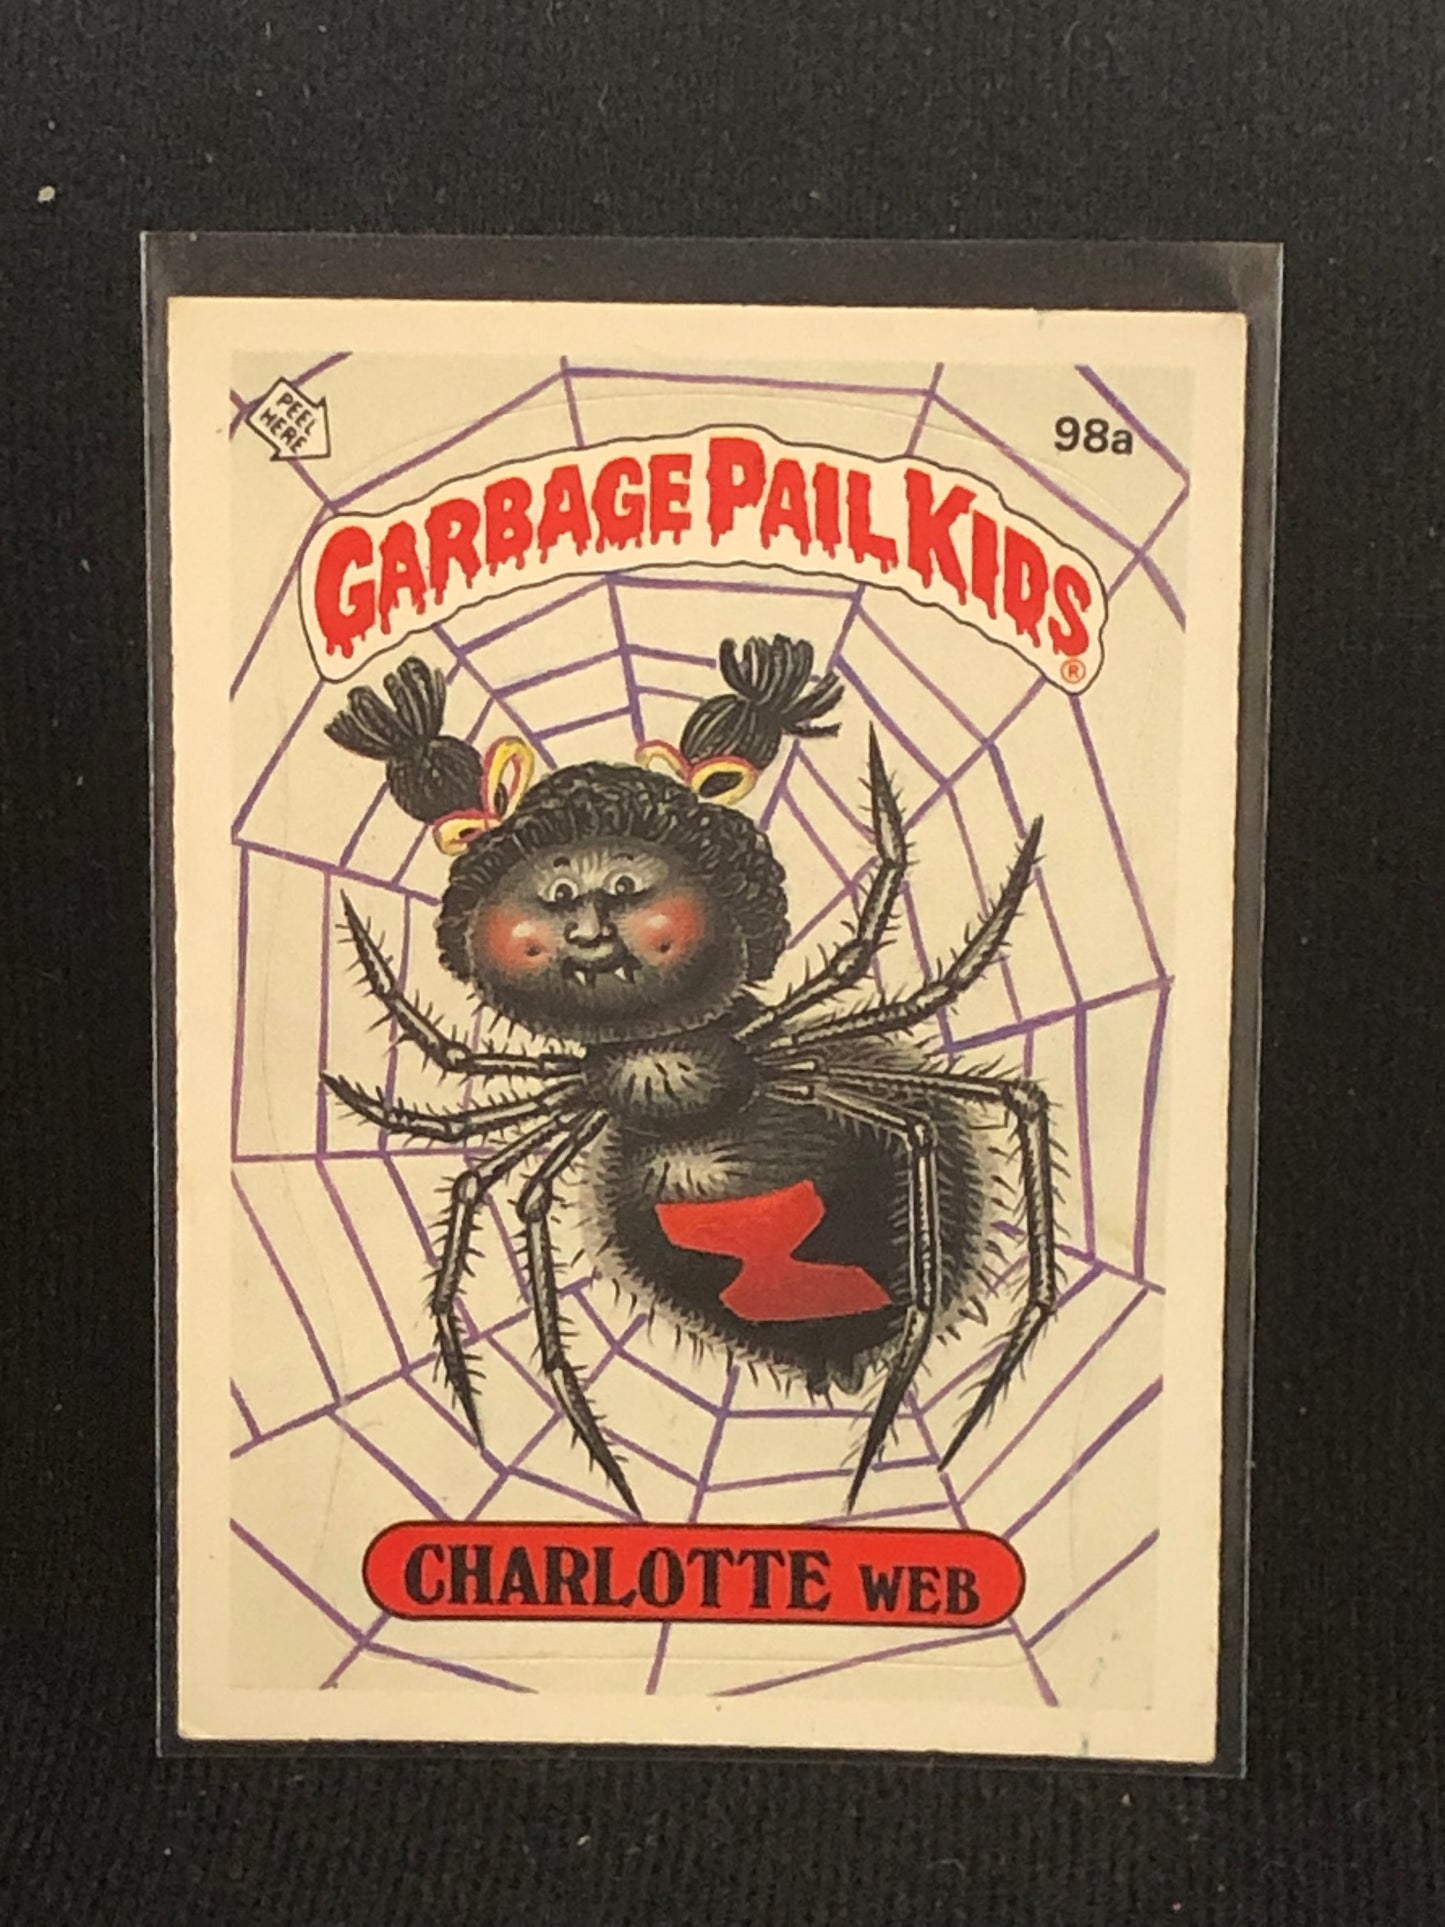 PEEL
HERE
98a
GARBAGE PAIL KIDS
®
CHARLOTTE WEB